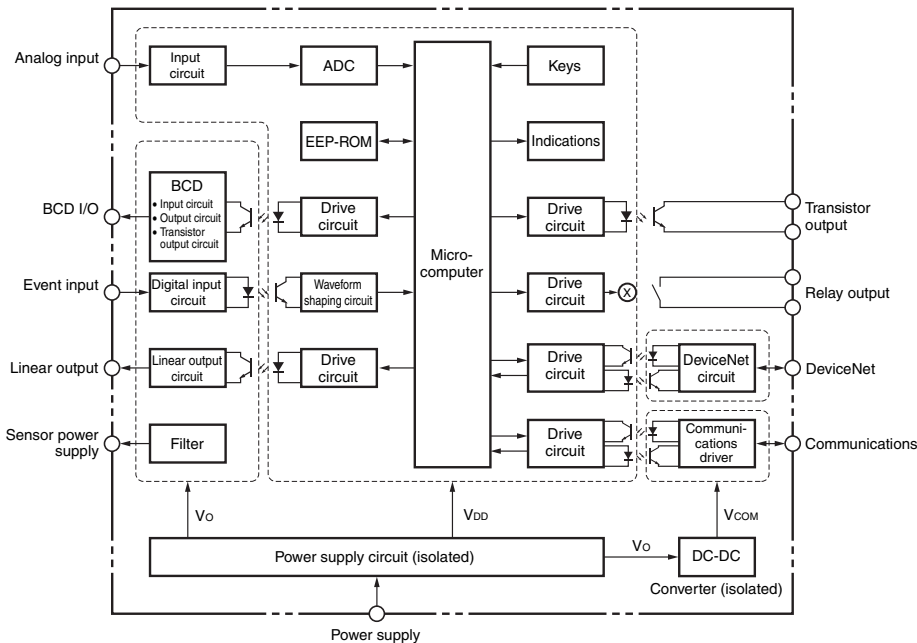 Analog input
Input
circuit
ADC
Keys
EEP-ROM
Indications
BCD I/O
BCD
• Input circuit
• Output circuit
• Transistor
output circuit
Drive
circuit
Micro-
computer
Drive
circuit
Transistor
output
Event input
Digital input
circuit
Waveform
shaping circuit
Drive
circuit
X
Relay output
Linear output
Linear output
circuit
Drive
circuit
Drive
circuit
DeviceNet
circuit
DeviceNet
Sensor power
supply
Filter
Drive
circuit
Communi-
cations
driver
Communications
VO
VDD
VCOM
Power supply circuit (isolated)
VO
DC-DC
Converter (isolated)
Power supply